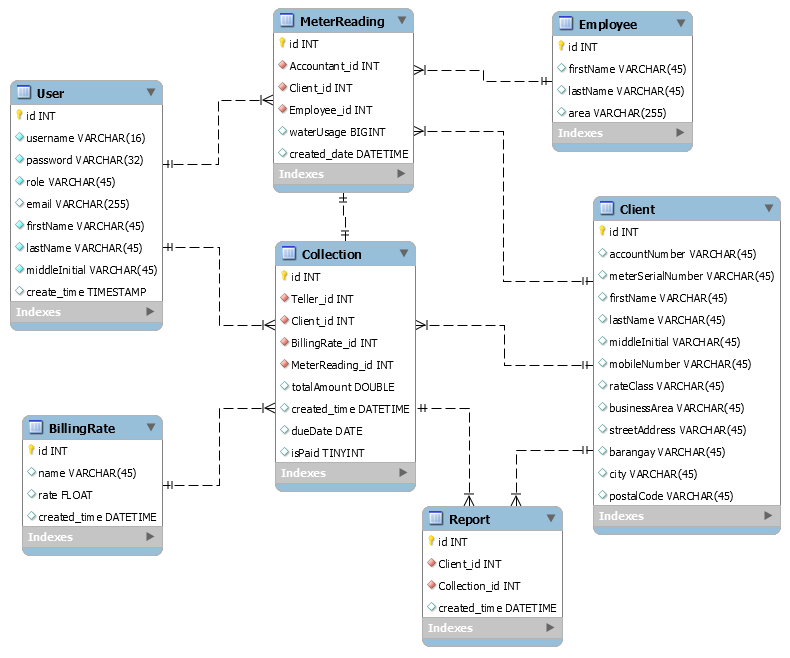 MeterReading
id INT
Accountant_id INT
Client_id INT
Employee_id INT
waterUsage BIGINT
created_date DATETIME
Indexes
Employee
id INT
firstName VARCHAR(45)
lastName VARCHAR(45)
area VARCHAR(255)
Indexes
User
id INT
username VARCHAR(16)
password VARCHAR(32)
role VARCHAR(45)
email VARCHAR(255)
firstName VARCHAR(45)
lastName VARCHAR(45)
middleInitial VARCHAR(45)
create_time TIMESTAMP
Indexes
Client
id INT
accountNumber VARCHAR(45)
meterSerialNumber VARCHAR(45)
firstName VARCHAR(45)
lastName VARCHAR(45)
middleInitial VARCHAR(45)
mobileNumber VARCHAR(45)
rateClass VARCHAR(45)
businessArea VARCHAR(45)
streetAddress VARCHAR(45)
barangay VARCHAR(45)
city VARCHAR(45)
postalCode VARCHAR(45)
Indexes
Collection
id INT
Teller_id INT
Client_id INT
BillingRate_id INT
MeterReading_id INT
totalAmount DOUBLE
created_time DATETIME
dueDate DATE
isPaid TINYINT
Indexes
BillingRate
id INT
name VARCHAR(45)
rate FLOAT
created_time DATETIME
Indexes
Report
id INT
Client_id INT
Collection_id INT
created_time DATETIME
Indexes